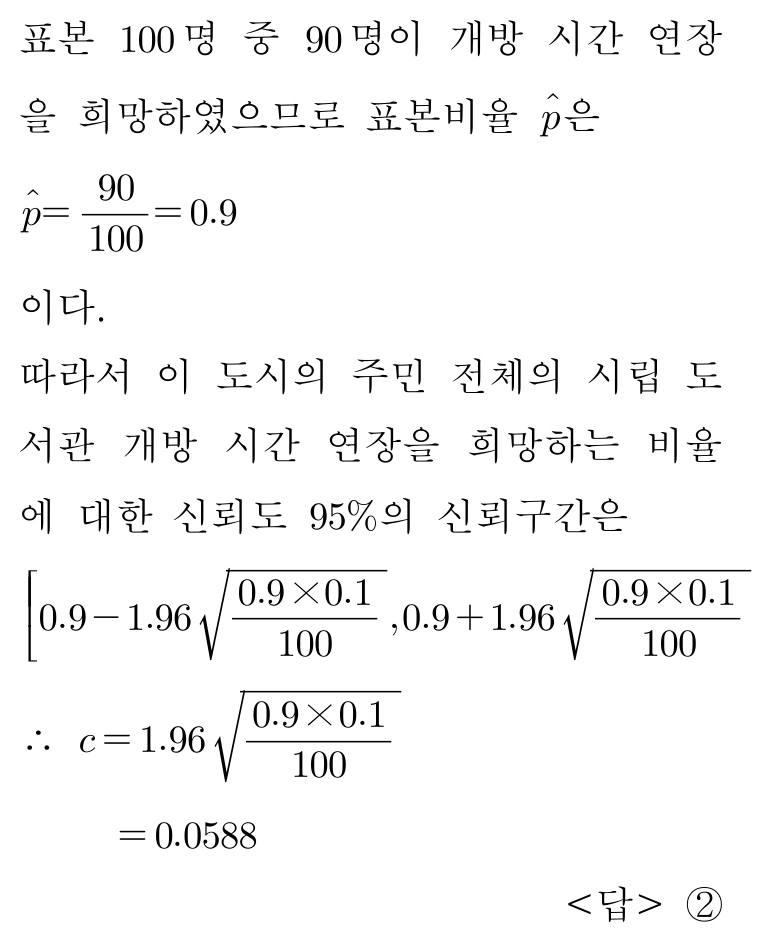 표본 100명 중 90명이 개방 시간 연장
을 희망하였으므로 표본비율 p̂은
p̂ = 90/100 = 0.9
이다.
따라서 이 도시의 주민 전체의 시립 도
서관 개방 시간 연장을 희망하는 비율
에 대한 신뢰도 95%의 신뢰구간은
[0.9 − 1.96√(0.9×0.1/100) , 0.9 + 1.96√(0.9×0.1/100)
∴ c = 1.96√(0.9×0.1/100)
= 0.0588
<답> ②